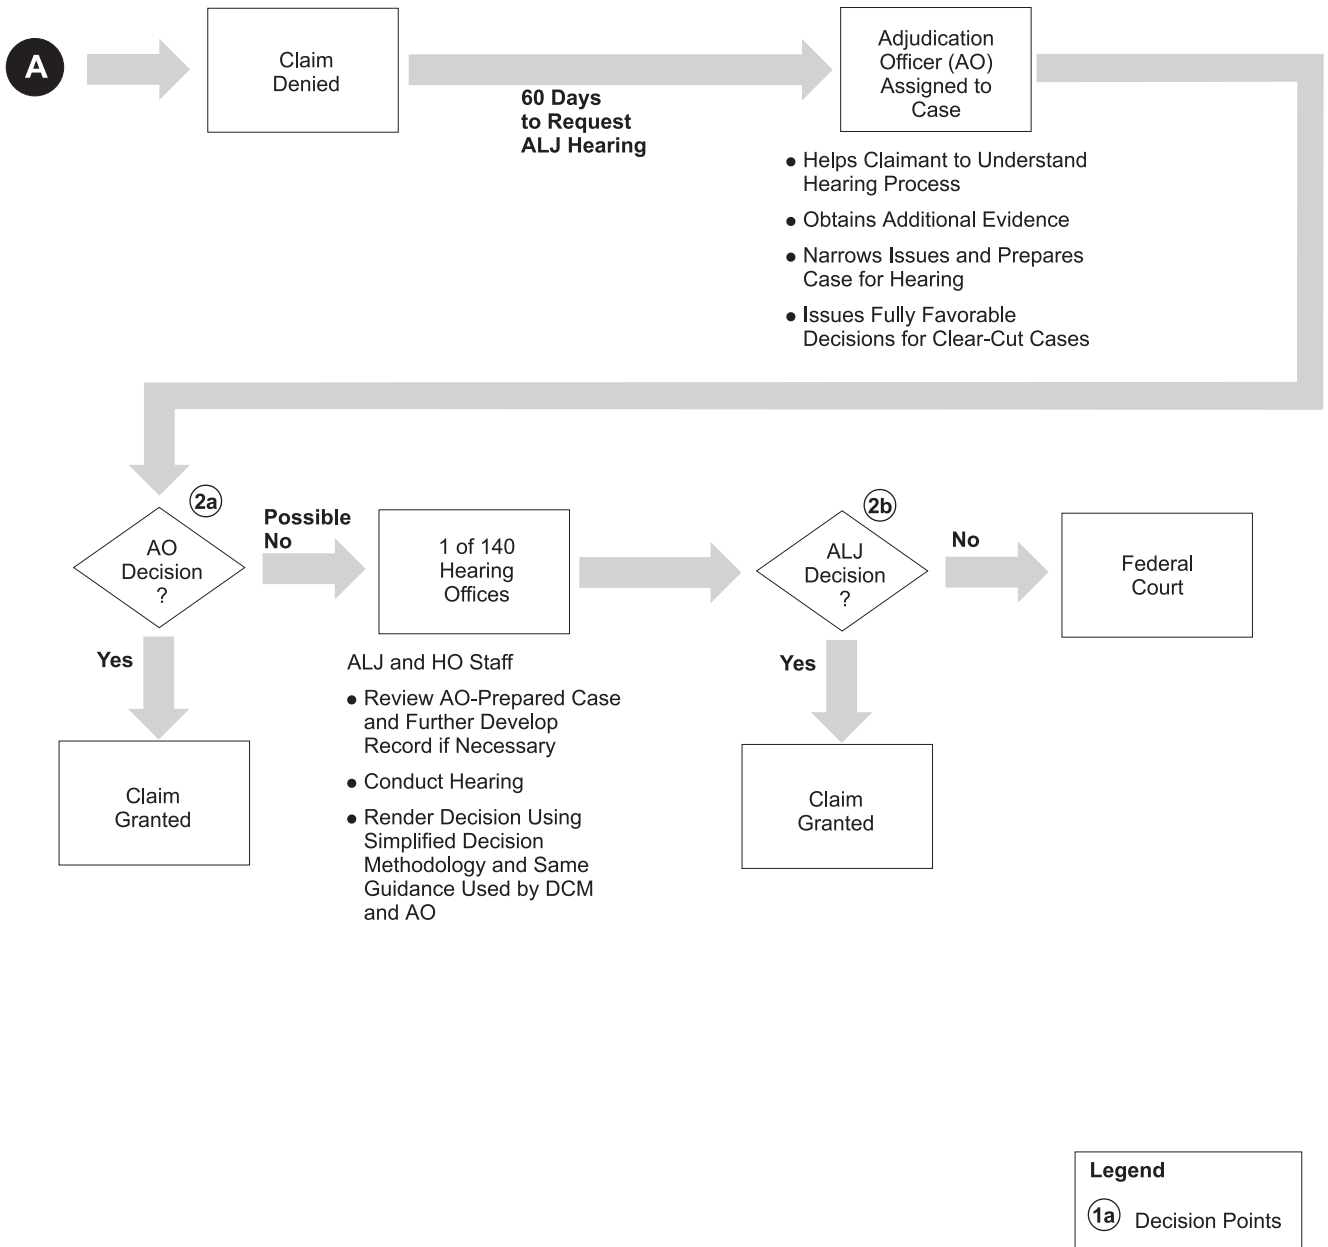 A
Claim
Denied
60 Days
to Request
ALJ Hearing
Adjudication
Officer (AO)
Assigned to
Case
● Helps Claimant to Understand
Hearing Process
● Obtains Additional Evidence
● Narrows Issues and Prepares
Case for Hearing
● Issues Fully Favorable
Decisions for Clear-Cut Cases
2a
AO
Decision
?
Possible
No
1 of 140
Hearing
Offices
2b
ALJ
Decision
?
No
Federal
Court
Yes
Claim
Granted
ALJ and HO Staff
● Review AO-Prepared Case
and Further Develop
Record if Necessary
● Conduct Hearing
● Render Decision Using
Simplified Decision
Methodology and Same
Guidance Used by DCM
and AO
Yes
Claim
Granted
Legend
1a Decision Points